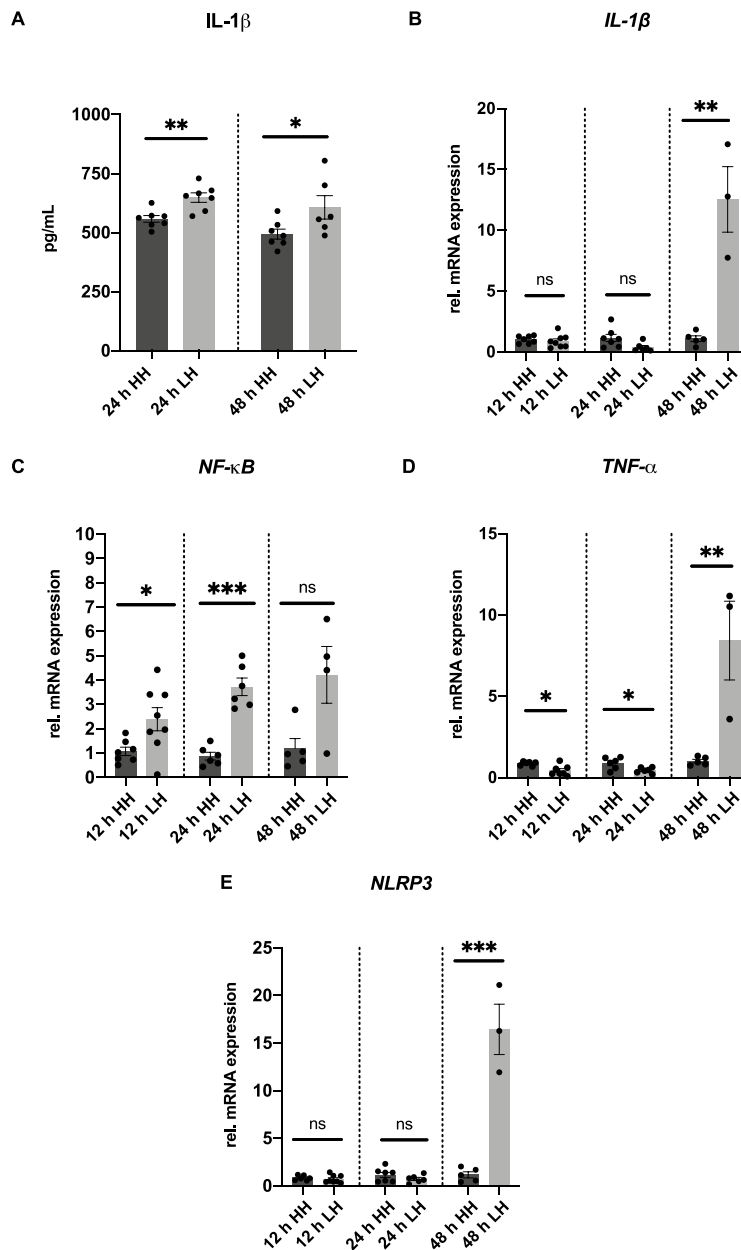 A
IL-1β
1000
750
500
250
0
pg/mL
**
*
24 h HH
24 h LH
48 h HH
48 h LH
B
IL-1β
20
15
10
5
0
rel. mRNA expression
ns
ns
**
12 h HH
12 h LH
24 h HH
24 h LH
48 h HH
48 h LH
C
NF-κB
10
9
8
7
6
5
4
3
2
1
0
rel. mRNA expression
*
***
ns
12 h HH
12 h LH
24 h HH
24 h LH
48 h HH
48 h LH
D
TNF-α
15
10
5
0
rel. mRNA expression
*
*
**
12 h HH
12 h LH
24 h HH
24 h LH
48 h HH
48 h LH
E
NLRP3
25
20
15
10
5
0
rel. mRNA expression
ns
ns
***
12 h HH
12 h LH
24 h HH
24 h LH
48 h HH
48 h LH